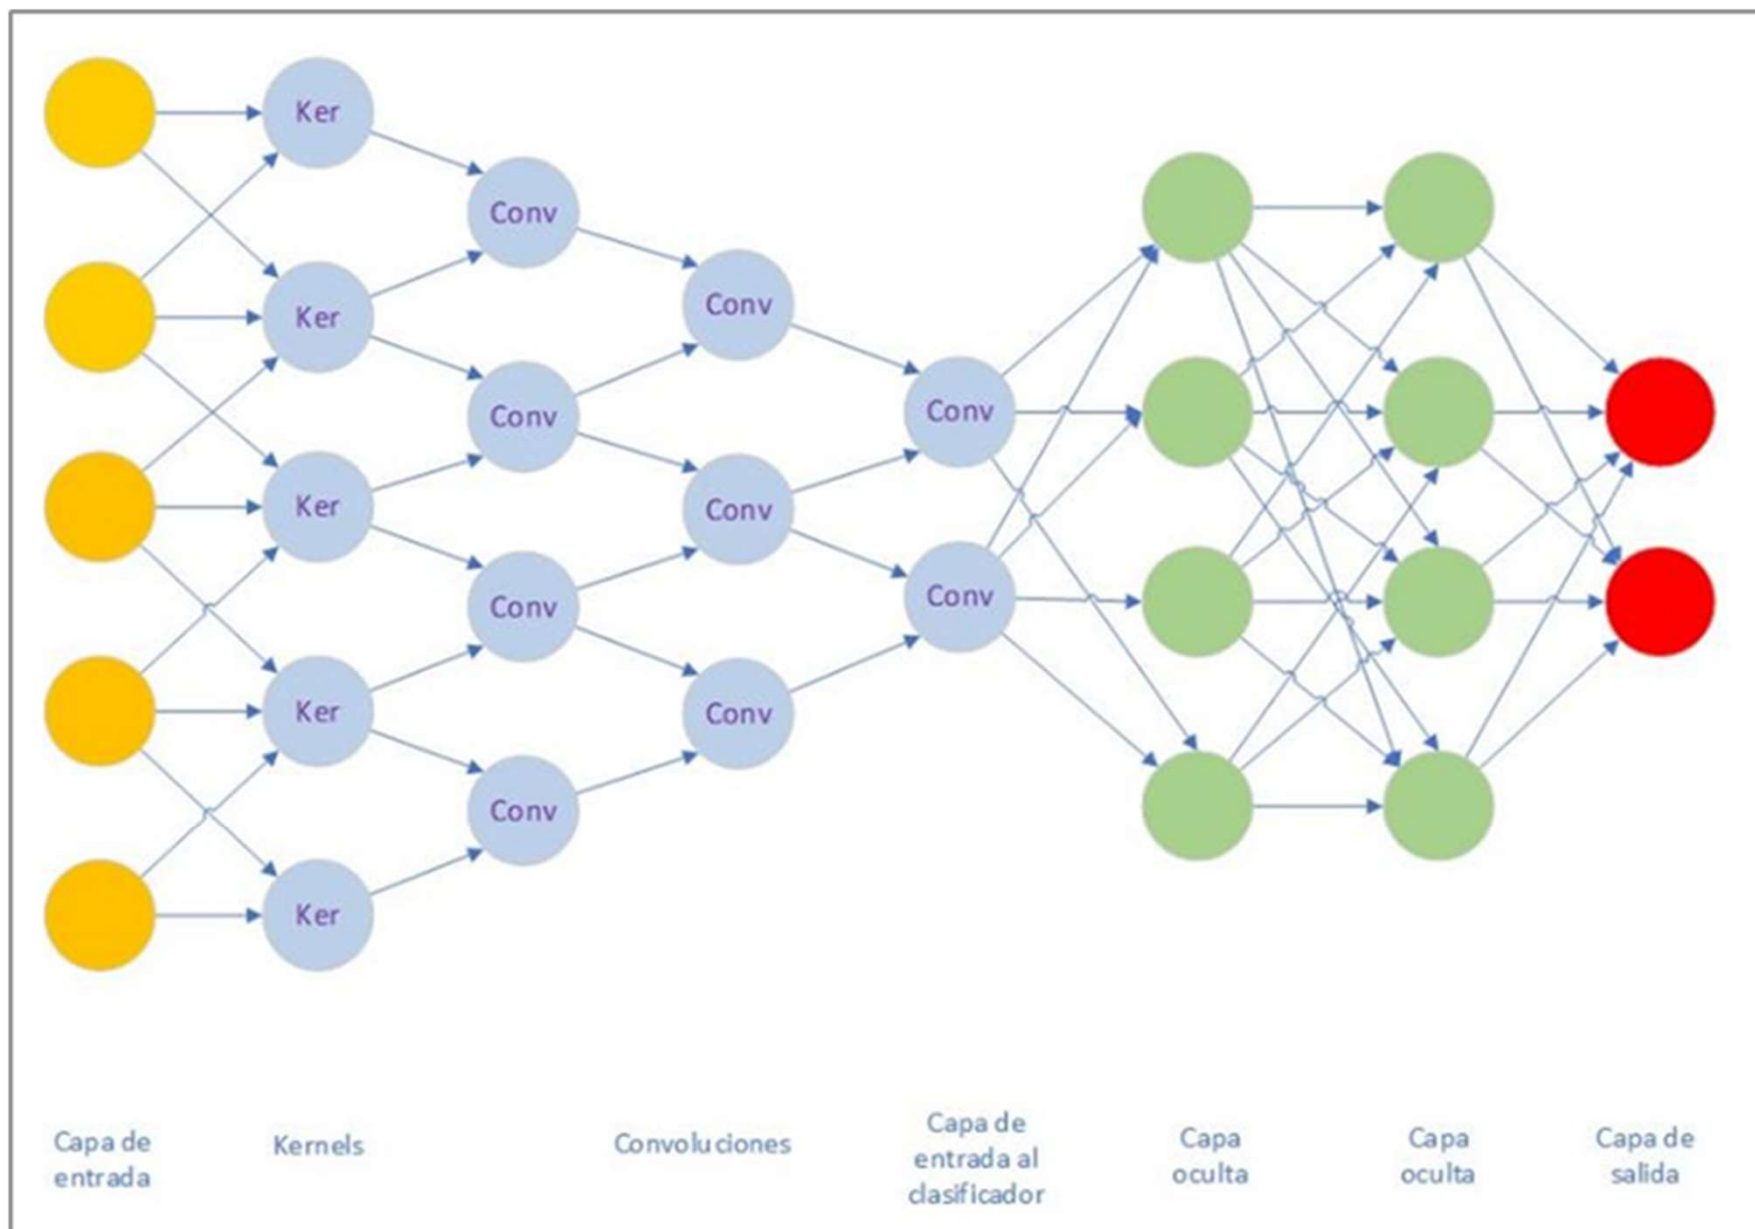 Ker
Conv
Ker
Conv
Conv
Conv
Ker
Conv
Conv
Conv
Ker
Conv
Conv
Ker
Capa de
entrada
Kernels
Convoluciones
Capa de
entrada al
clasificador
Capa
oculta
Capa
oculta
Capa de
salida